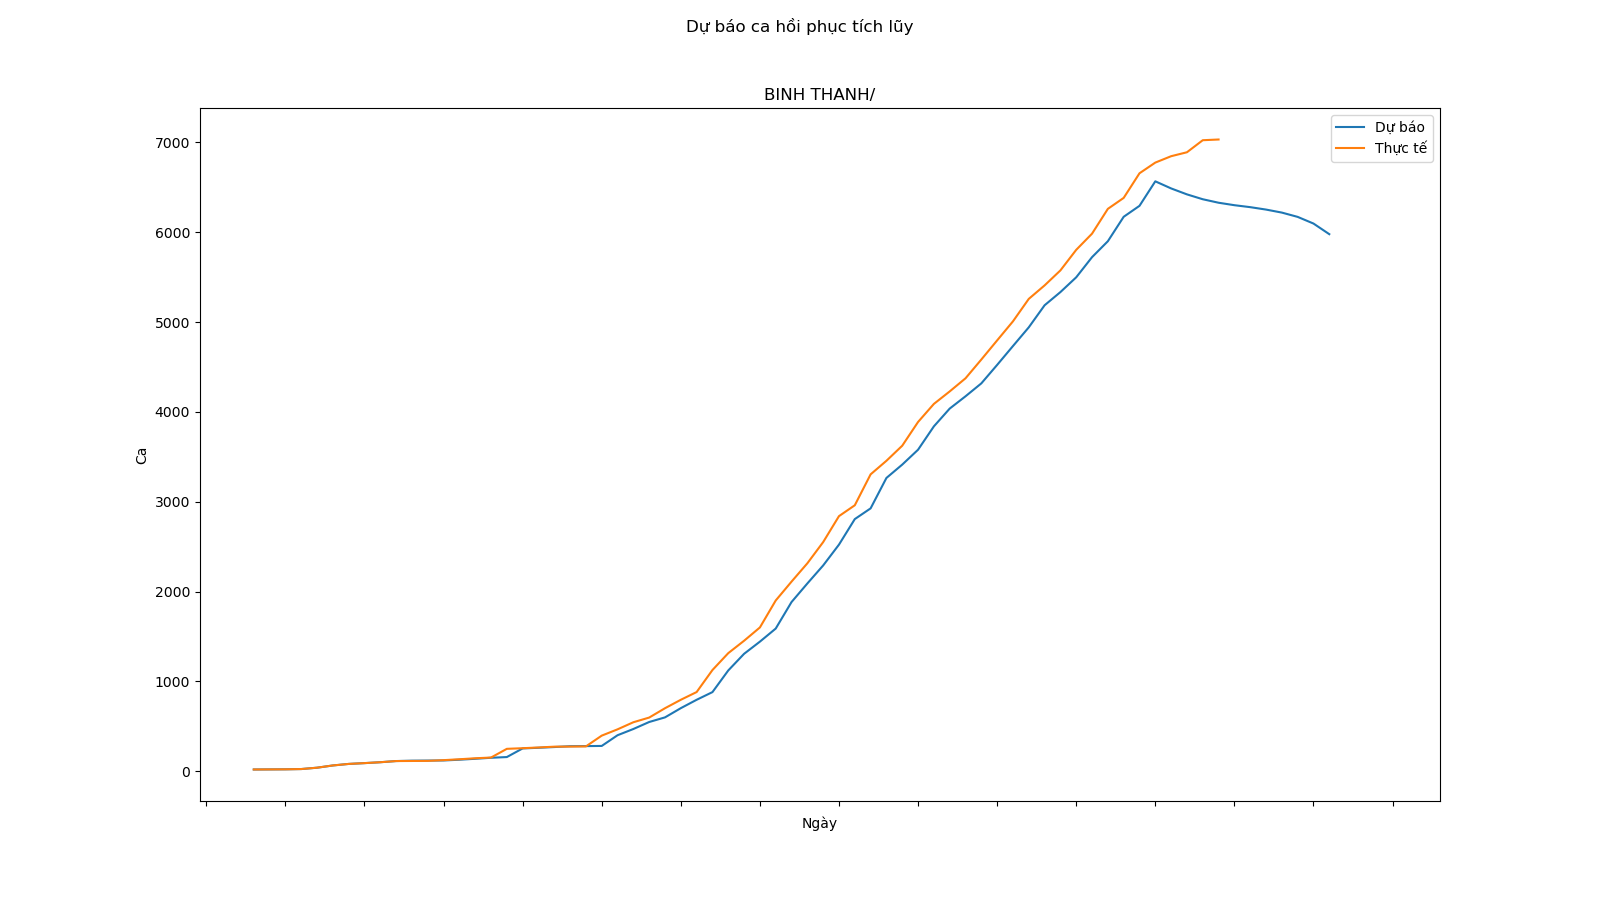 Dự báo ca hồi phục tích lũy
BINH THANH/
Dự báo
Thực tế
7000
6000
5000
4000
3000
2000
1000
0
Ca
Ngày